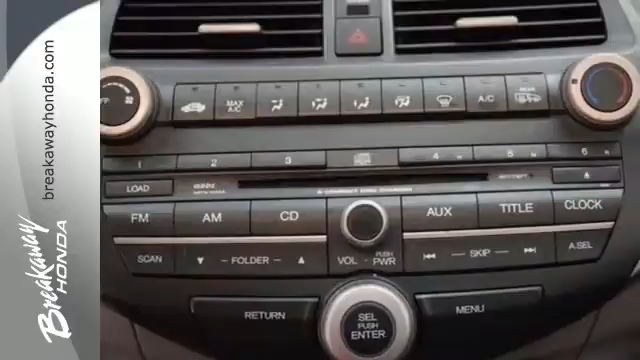 breakawayhonda.com
Breakaway
HONDA
MAX
A/C
A/C
REAR
1 2 3 4 5 6
LOAD
FM AM CD AUX TITLE CLOCK
SCAN - FOLDER - VOL PUSH PWR - SKIP - A.SEL
RETURN SEL PUSH ENTER MENU